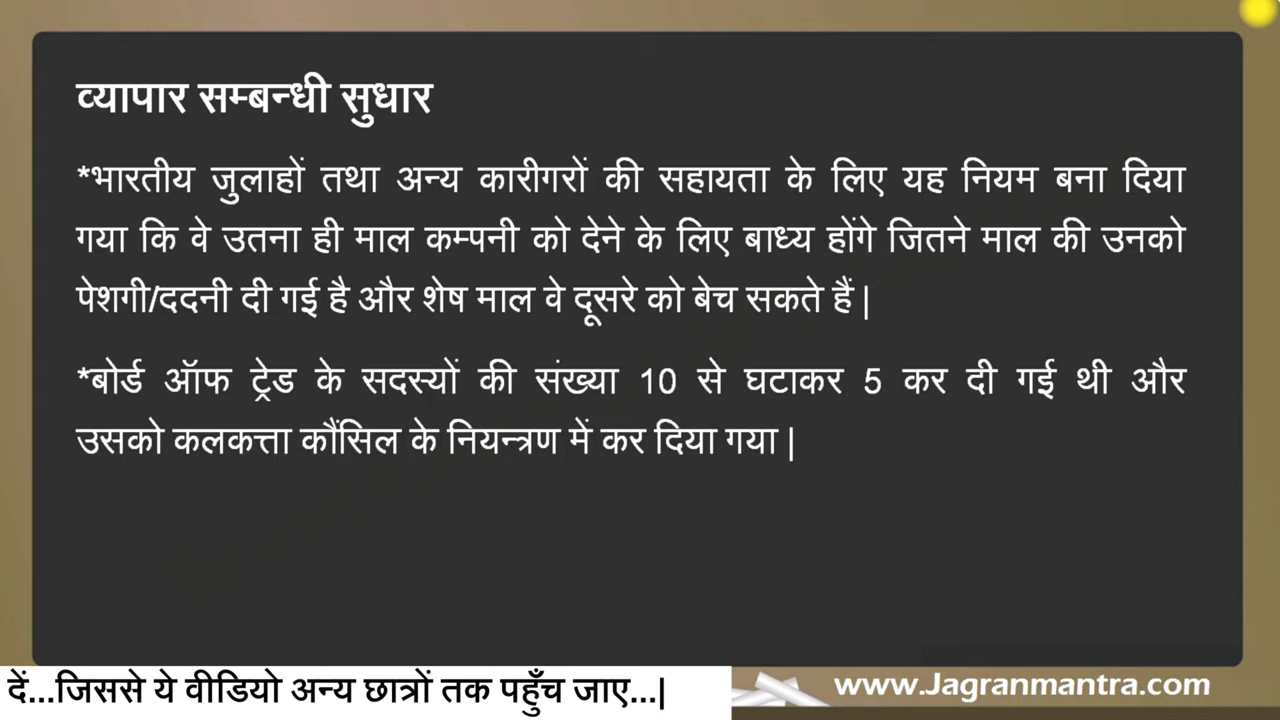 व्यापार सम्बन्धी सुधार
*भारतीय जुलाहों तथा अन्य कारीगरों की सहायता के लिए यह नियम बना दिया
गया कि वे उतना ही माल कम्पनी को देने के लिए बाध्य होंगे जितने माल की उनको
पेशगी/ददनी दी गई है और शेष माल वे दूसरे को बेच सकते हैं |
*बोर्ड ऑफ ट्रेड के सदस्यों की संख्या 10 से घटाकर 5 कर दी गई थी और
उसको कलकत्ता कौंसिल के नियन्त्रण में कर दिया गया |
दें...जिससे ये वीडियो अन्य छात्रों तक पहुँच जाए...|
www.Jagranmantra.com